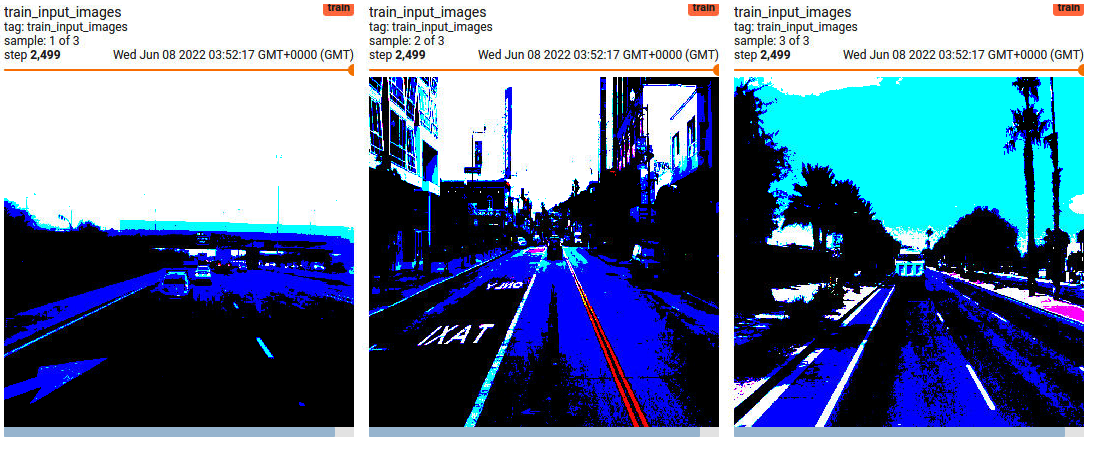 train_input_images
train
tag: train_input_images
sample: 1 of 3
step 2,499 Wed Jun 08 2022 03:52:17 GMT+0000 (GMT)
train_input_images
train
tag: train_input_images
sample: 2 of 3
step 2,499 Wed Jun 08 2022 03:52:17 GMT+0000 (GMT)
YLNO
IXAT
train_input_images
train
tag: train_input_images
sample: 3 of 3
step 2,499 Wed Jun 08 2022 03:52:17 GMT+0000 (GMT)